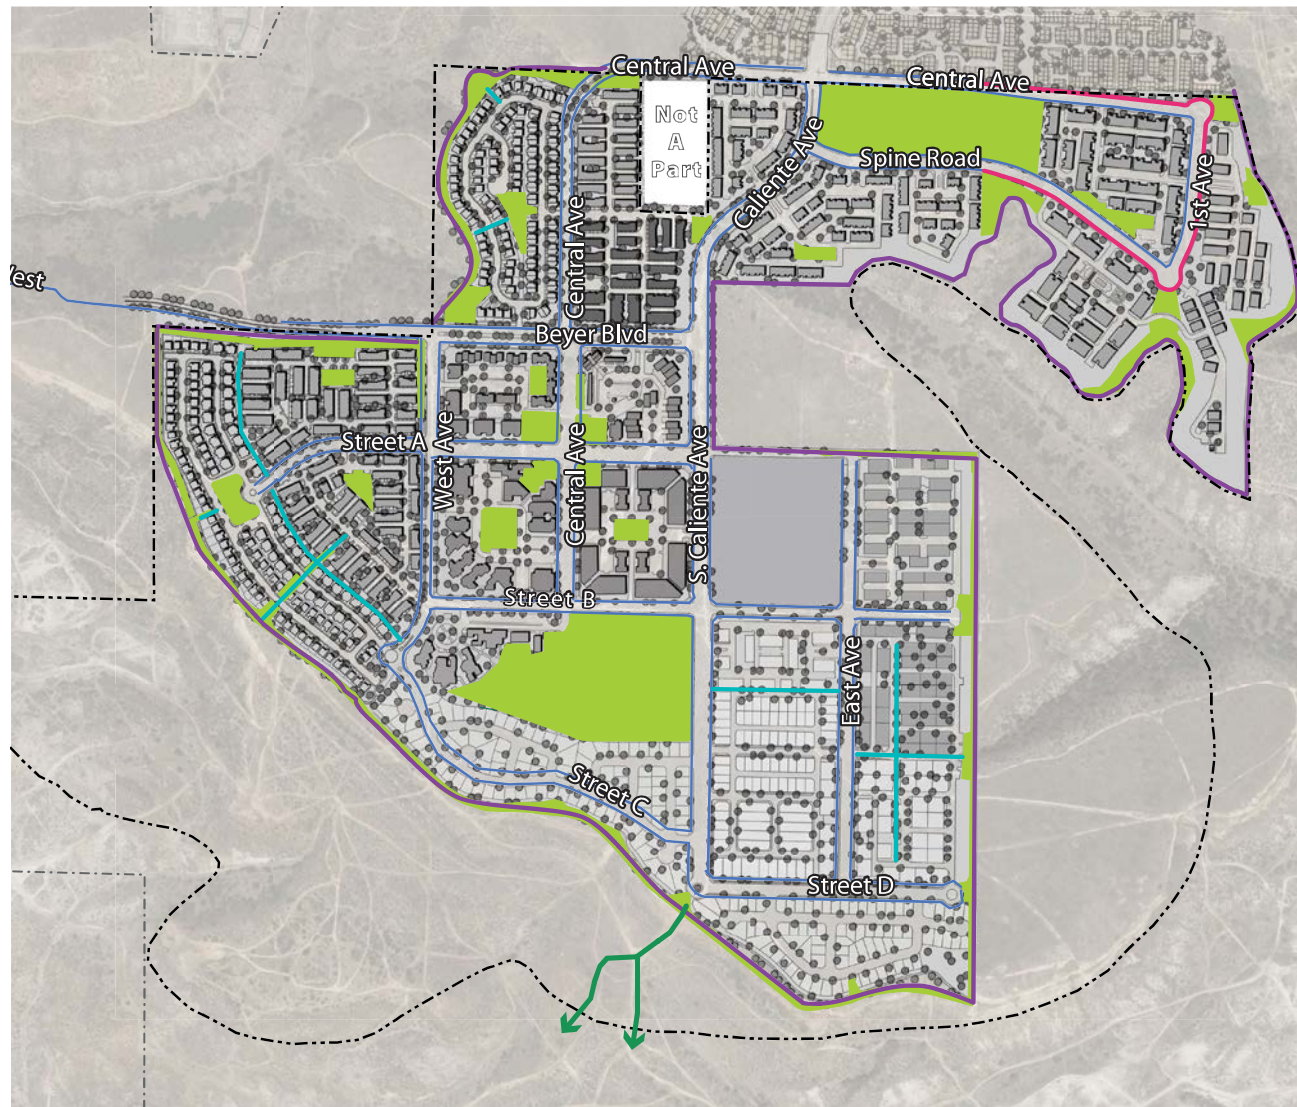 Central Ave
Central Ave
Not
A
Part
Caliente Ave
Spine Road
1st Ave
Central Ave
West
Beyer Blvd
Street A
West Ave
Central Ave
S. Caliente Ave
Street B
East Ave
Street C
Street D